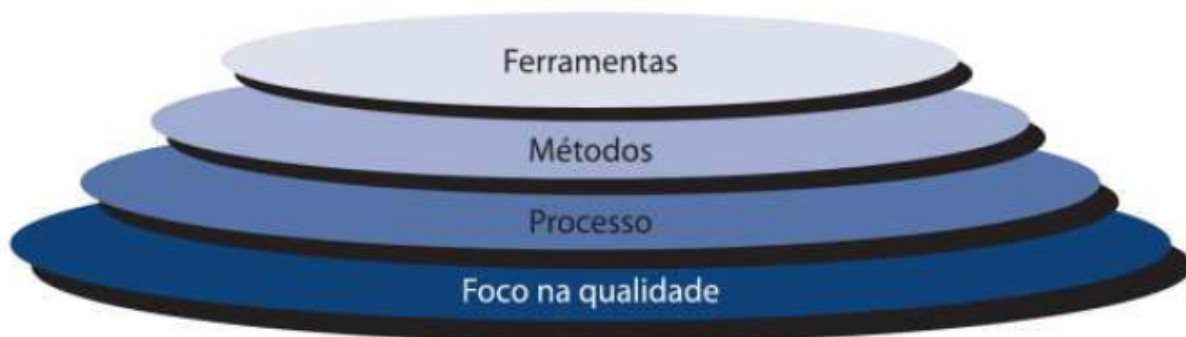 Ferramentas
Métodos
Processo
Foco na qualidade